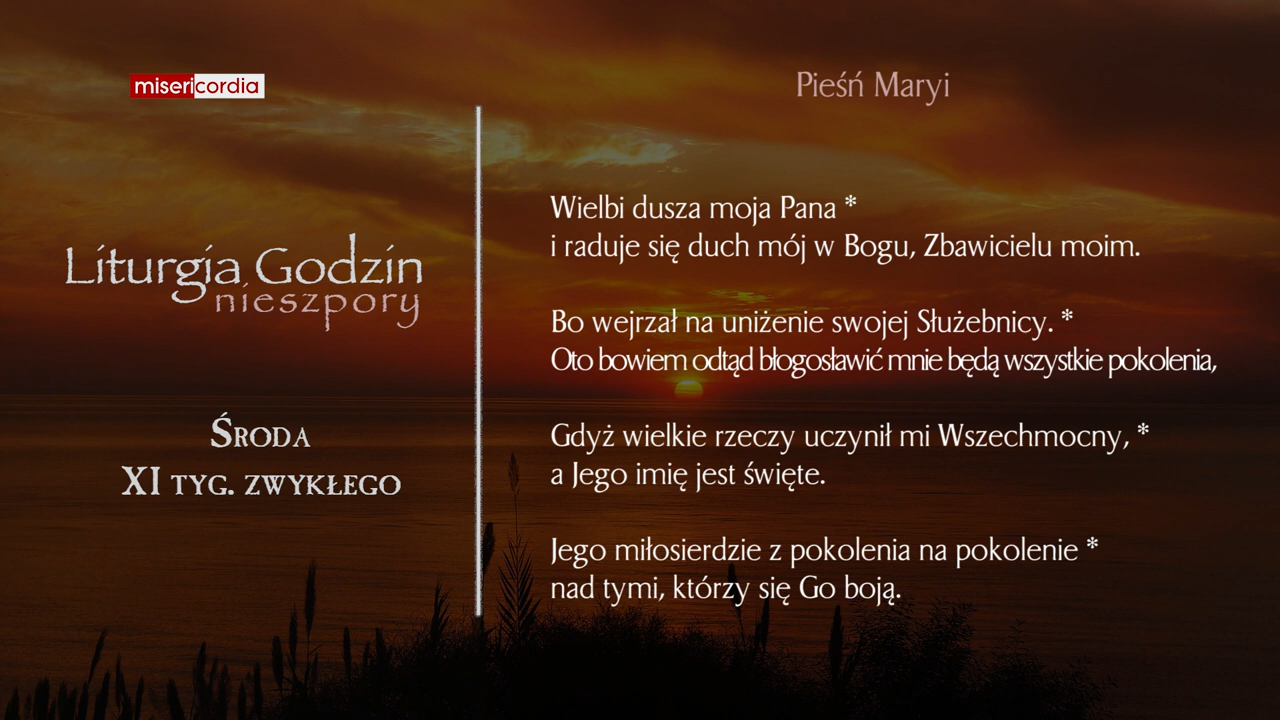 misericordia
Liturgia Godzin
nieszpory
Środa
XI tyg. zwykłego
Pieśń Maryi
Wielbi dusza moja Pana *
i raduje się duch mój w Bogu, Zbawicielu moim.
Bo wejrzał na uniżenie swojej Służebnicy. *
Oto bowiem odtąd błogosławić mnie będą wszystkie pokolenia,
Gdyż wielkie rzeczy uczynił mi Wszechmocny, *
a Jego imię jest święte.
Jego miłosierdzie z pokolenia na pokolenie *
nad tymi, którzy się Go boją.